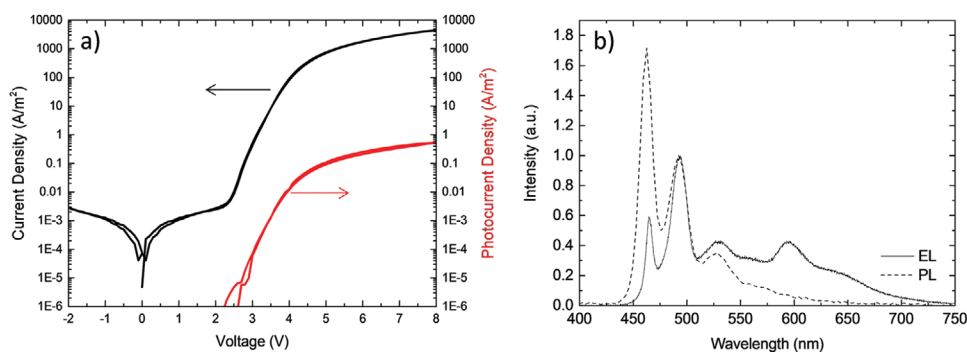 a)
10000
1000
100
10
1
0.1
0.01
1E-3
1E-4
1E-5
1E-6
Current Density (A/m²)
-2 -1 0 1 2 3 4 5 6 7 8
Voltage (V)
10000
1000
100
10
1
0.1
0.01
1E-3
1E-4
1E-5
1E-6
Photocurrent Density (A/m²)
b)
1.8
1.6
1.4
1.2
1.0
0.8
0.6
0.4
0.2
0.0
Intensity (a.u.)
EL
PL
400 450 500 550 600 650 700 750
Wavelength (nm)